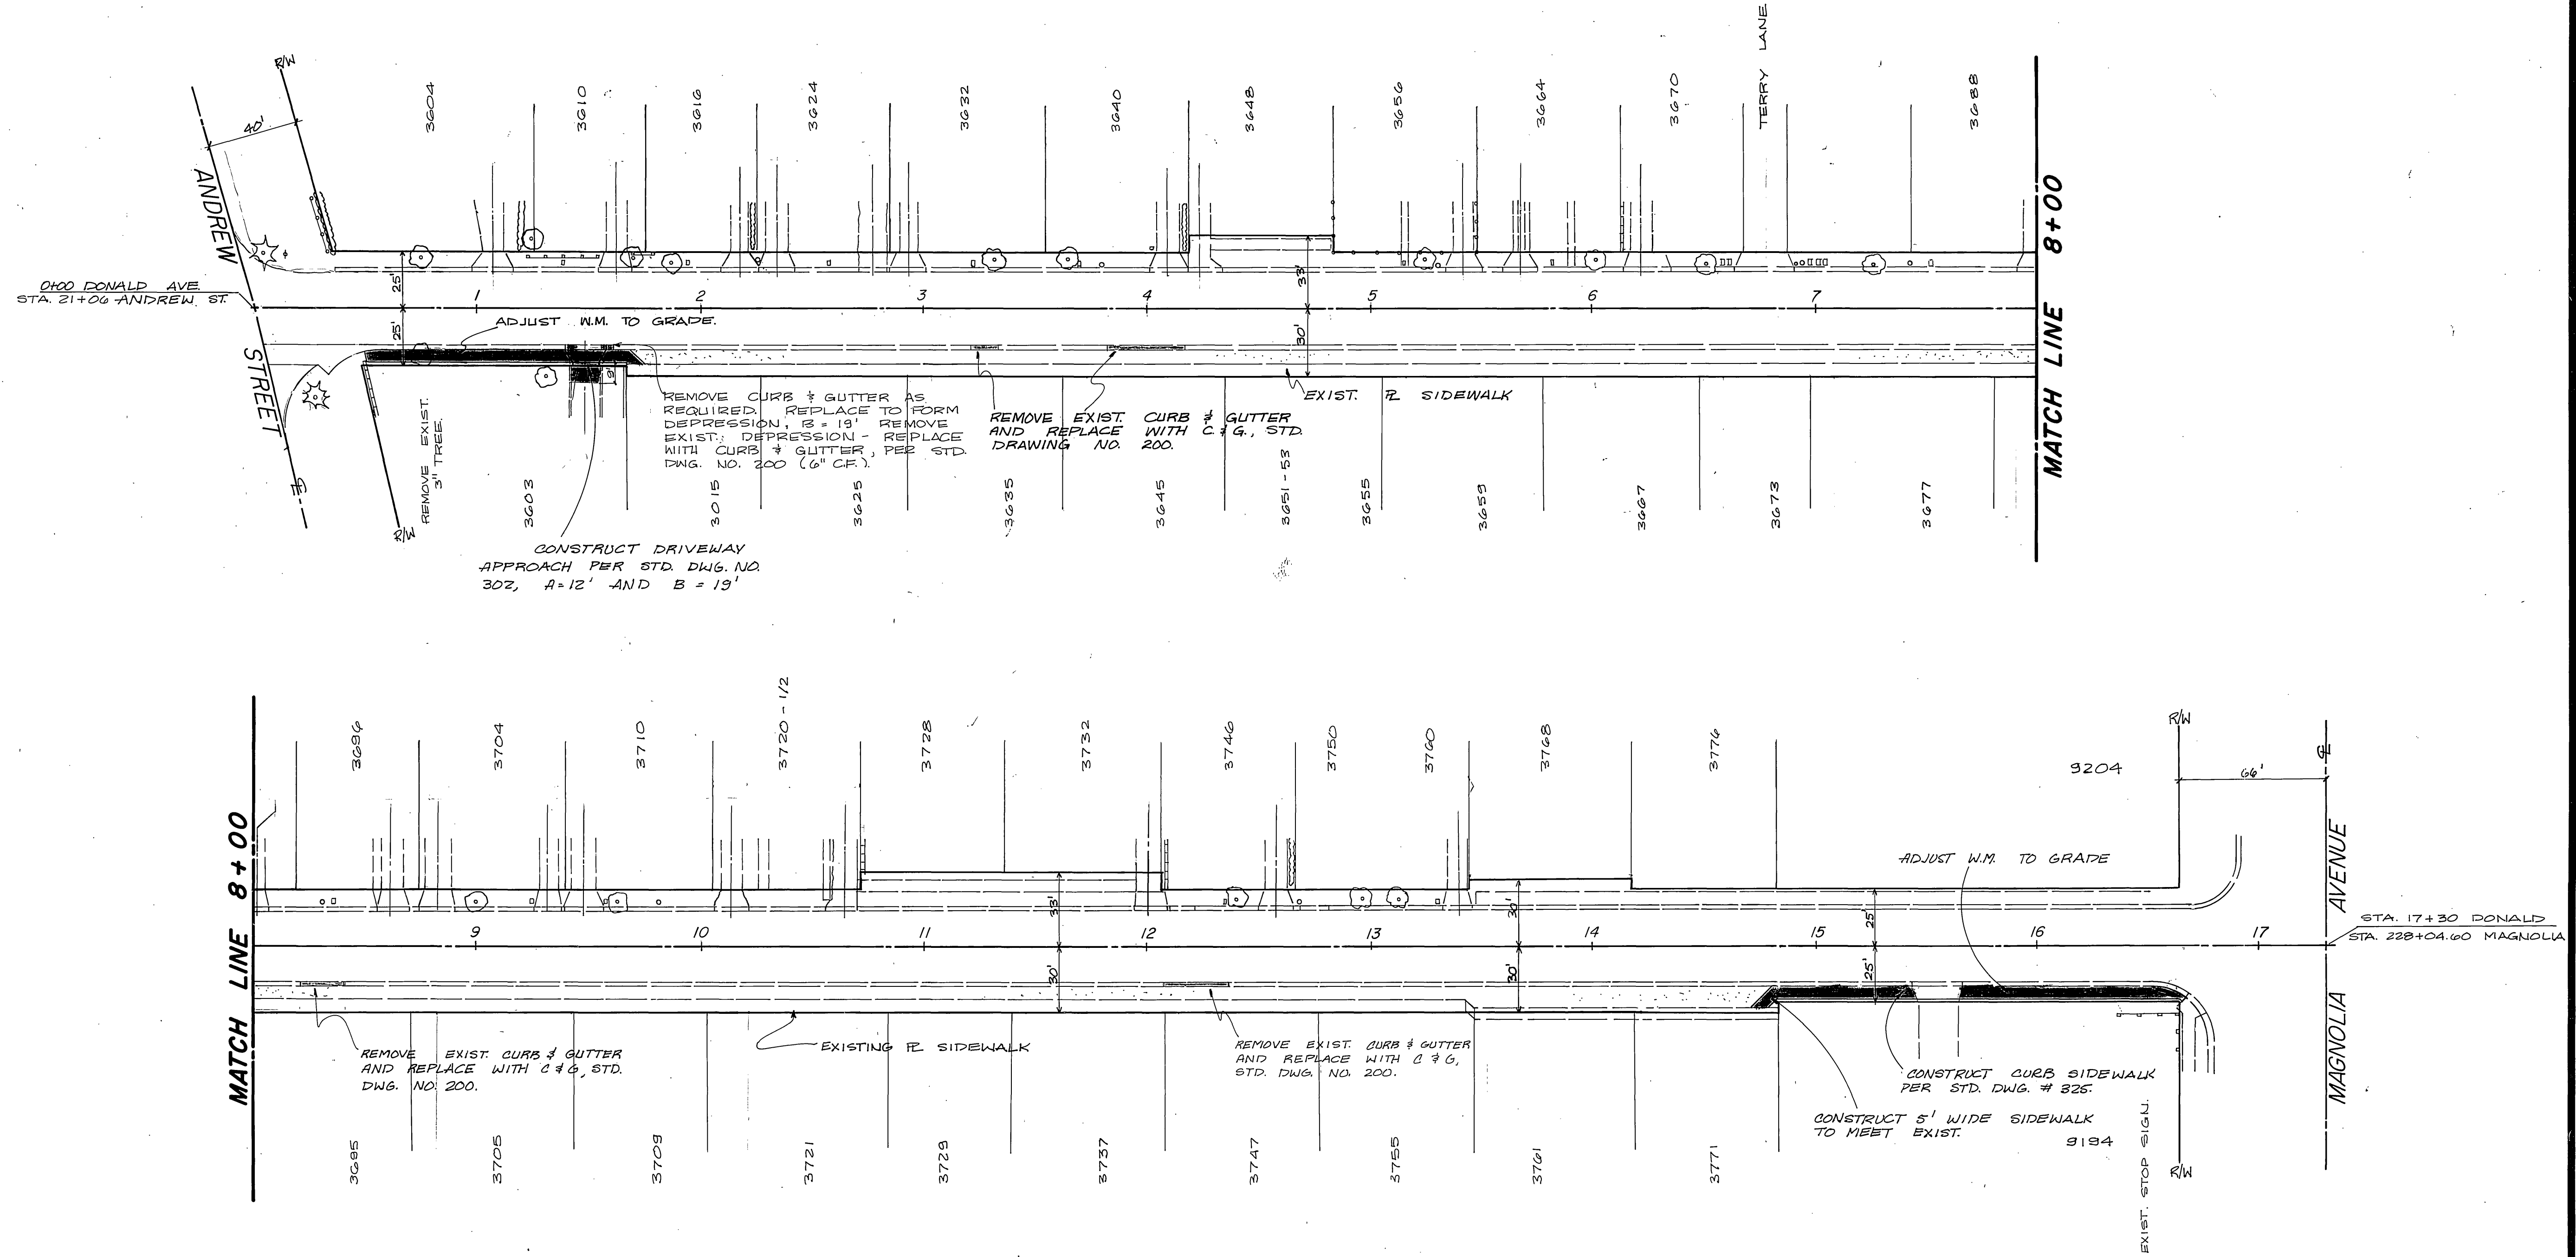 TERRY LANE
R/W
40'
3604
3610
3616
3624
3632
3640
3648
3656
3664
3670
3688
ANDREW STREET
0+00 DONALD AVE.
STA. 21+06 ANDREW. ST.
25'
25'
33'
30'
1 2 3 4 5 6 7
MATCH LINE 8+00
ADJUST W.M. TO GRADE.
9'
REMOVE EXIST.
3" TREE.
REMOVE CURB & GUTTER AS
REQUIRED. REPLACE TO FORM
DEPRESSION, B = 19' REMOVE
EXIST. DEPRESSION - REPLACE
WITH CURB & GUTTER, PER STD.
DWG. NO. 200 (6" C.F.).
REMOVE EXIST. CURB & GUTTER
AND REPLACE WITH C. & G., STD.
DRAWING NO. 200.
EXIST. PL SIDEWALK
3603
3015
3625
3635
3645
3651-53
3655
3659
3667
3673
3677
R/W
CONSTRUCT DRIVEWAY
APPROACH PER STD. DWG. NO.
302, A=12' AND B = 19'
MATCH LINE 8+00
3696
3704
3710
3720-1/2
3728
3732
3746
3750
3760
3768
3776
9204
R/W
CL
66'
ADJUST W.M. TO GRADE
33'
30'
30'
30'
25'
25'
9 10 11 12 13 14 15 16 17
MAGNOLIA AVENUE
STA. 17+30 DONALD
STA. 228+04.60 MAGNOLIA
REMOVE EXIST. CURB & GUTTER
AND REPLACE WITH C & G, STD.
DWG. NO. 200.
EXISTING PL SIDEWALK
REMOVE EXIST. CURB & GUTTER
AND REPLACE WITH C & G,
STD. DWG. NO. 200.
CONSTRUCT CURB SIDEWALK
PER STD. DWG. # 325.
CONSTRUCT 5' WIDE SIDEWALK
TO MEET EXIST.
9194
EXIST. STOP SIGN.
R/W
3695
3705
3709
3721
3729
3737
3747
3755
3761
3771